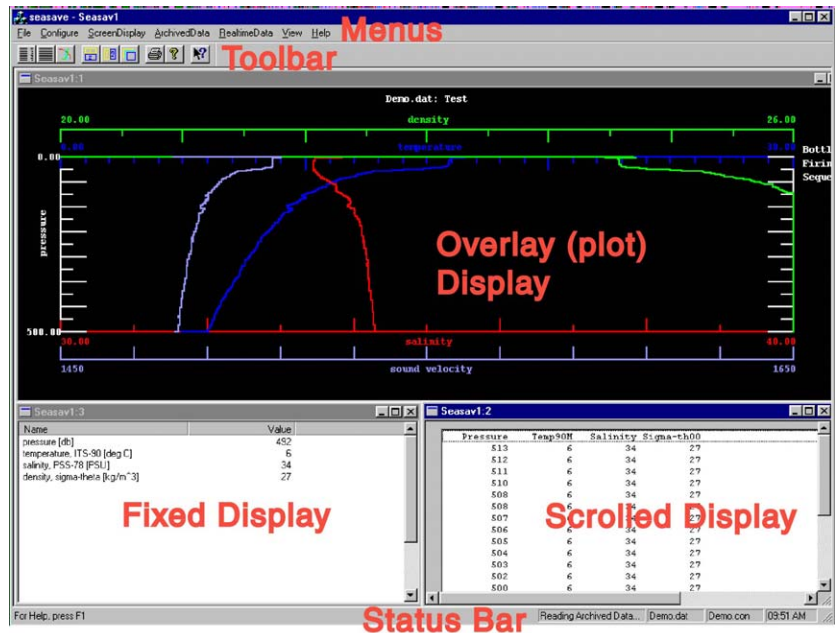 seasave - Seasav1
File Configure ScreenDisplay ArchivedData RealtimeData View Help
Menus
Toolbar
Seasav1:1
Demo.dat: Test
20.00 density 26.00
temperature
0.00
Bottl
Firin
Seque
pressure
Overlay (plot)
Display
500.00
30.00 salinity 40.00
1450 sound velocity 1650
Seasav1:3
Name Value
pressure [db] 492
temperature, ITS-90 [deg C] 6
salinity, PSS-78 [PSU] 34
density, sigma-theta [kg/m^3] 27
Fixed Display
Seasav1:2
Pressure Temp90M Salinity Sigma-th00
513 6 34 27
512 6 34 27
511 6 34 27
510 6 34 27
508 6 34 27
508 6 34 27
507 6 34 27
Scrolled Display
506 6 34 27
505 6 34 27
504 6 34 27
503 6 34 27
502 6 34 27
500 6 34 27
For Help, press F1
Status Bar
Reading Archived Data... Demo.dat Demo.con 09:51 AM